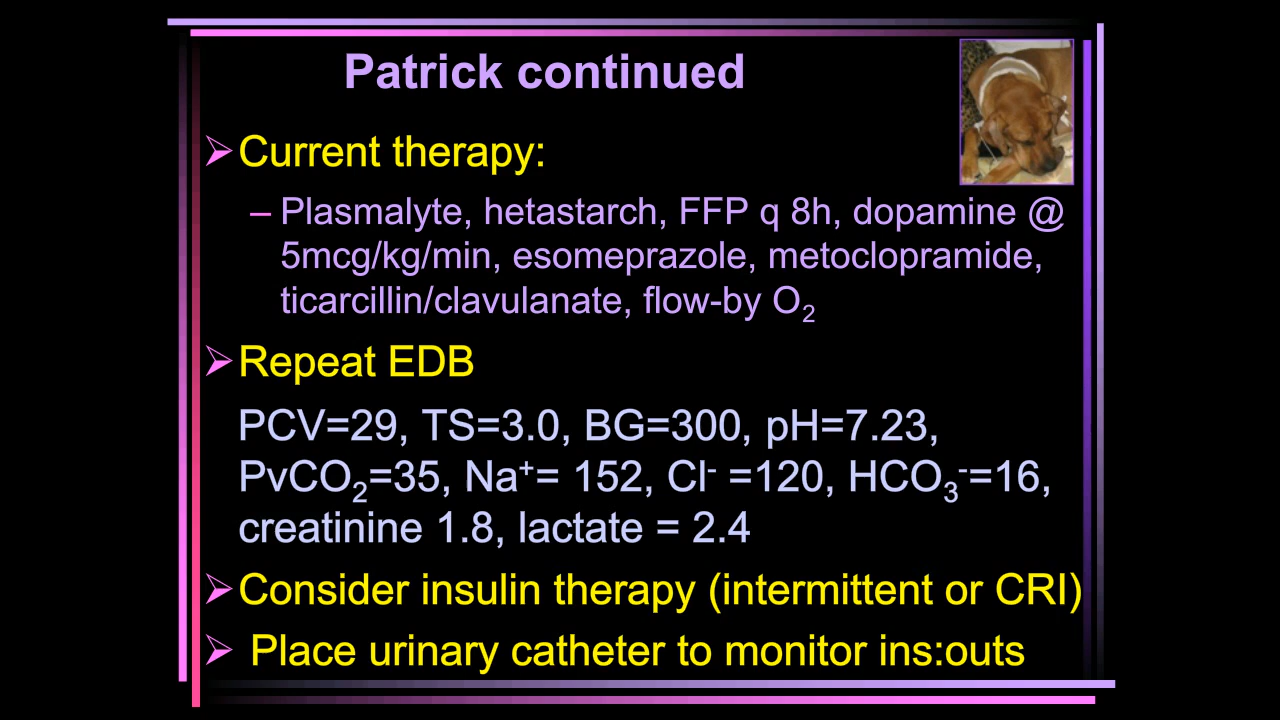 Patrick continued
➢ Current therapy:
– Plasmalyte, hetastarch, FFP q 8h, dopamine @
5mcg/kg/min, esomeprazole, metoclopramide,
ticarcillin/clavulanate, flow-by O₂
➢ Repeat EDB
PCV=29, TS=3.0, BG=300, pH=7.23,
PvCO₂=35, Na⁺= 152, Cl⁻ =120, HCO₃⁻=16,
creatinine 1.8, lactate = 2.4
➢ Consider insulin therapy (intermittent or CRI)
➢ Place urinary catheter to monitor ins:outs